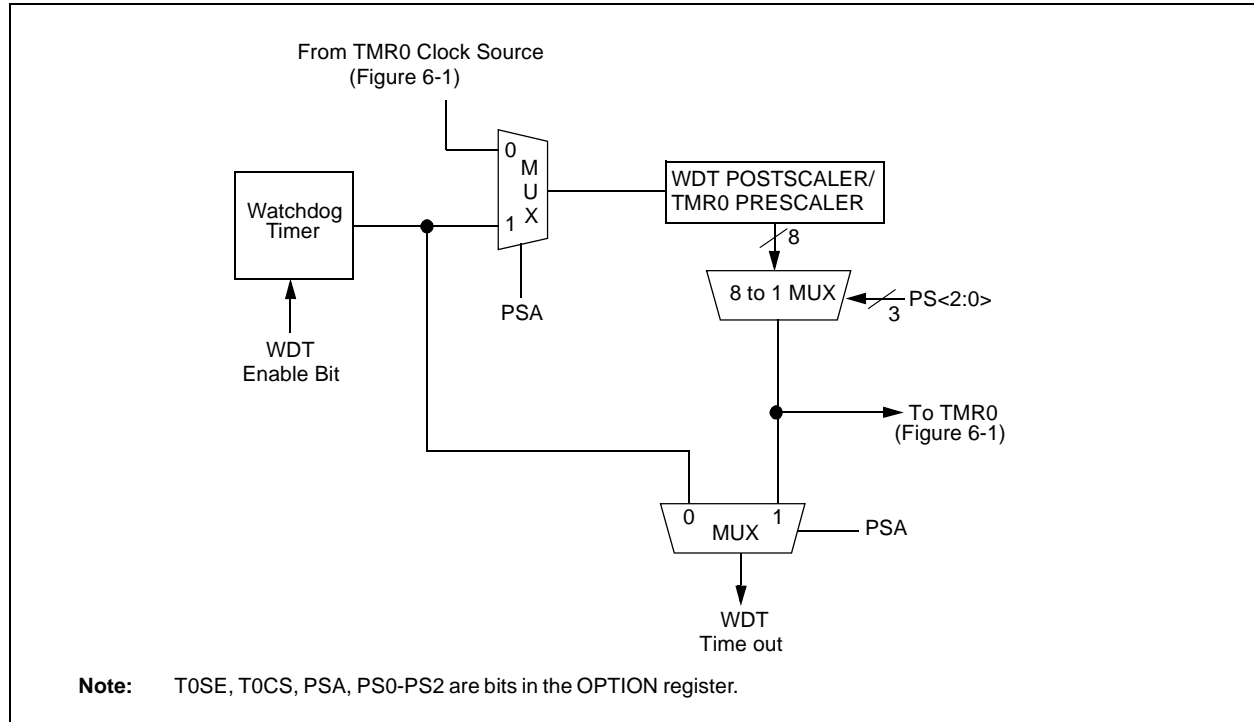 From TMR0 Clock Source
(Figure 6-1)
0
M
U
X
1
Watchdog
Timer
WDT POSTSCALER/
TMR0 PRESCALER
8
8 to 1 MUX
PS<2:0>
3
PSA
WDT
Enable Bit
To TMR0
(Figure 6-1)
0
1
MUX
PSA
WDT
Time out
Note: T0SE, T0CS, PSA, PS0-PS2 are bits in the OPTION register.